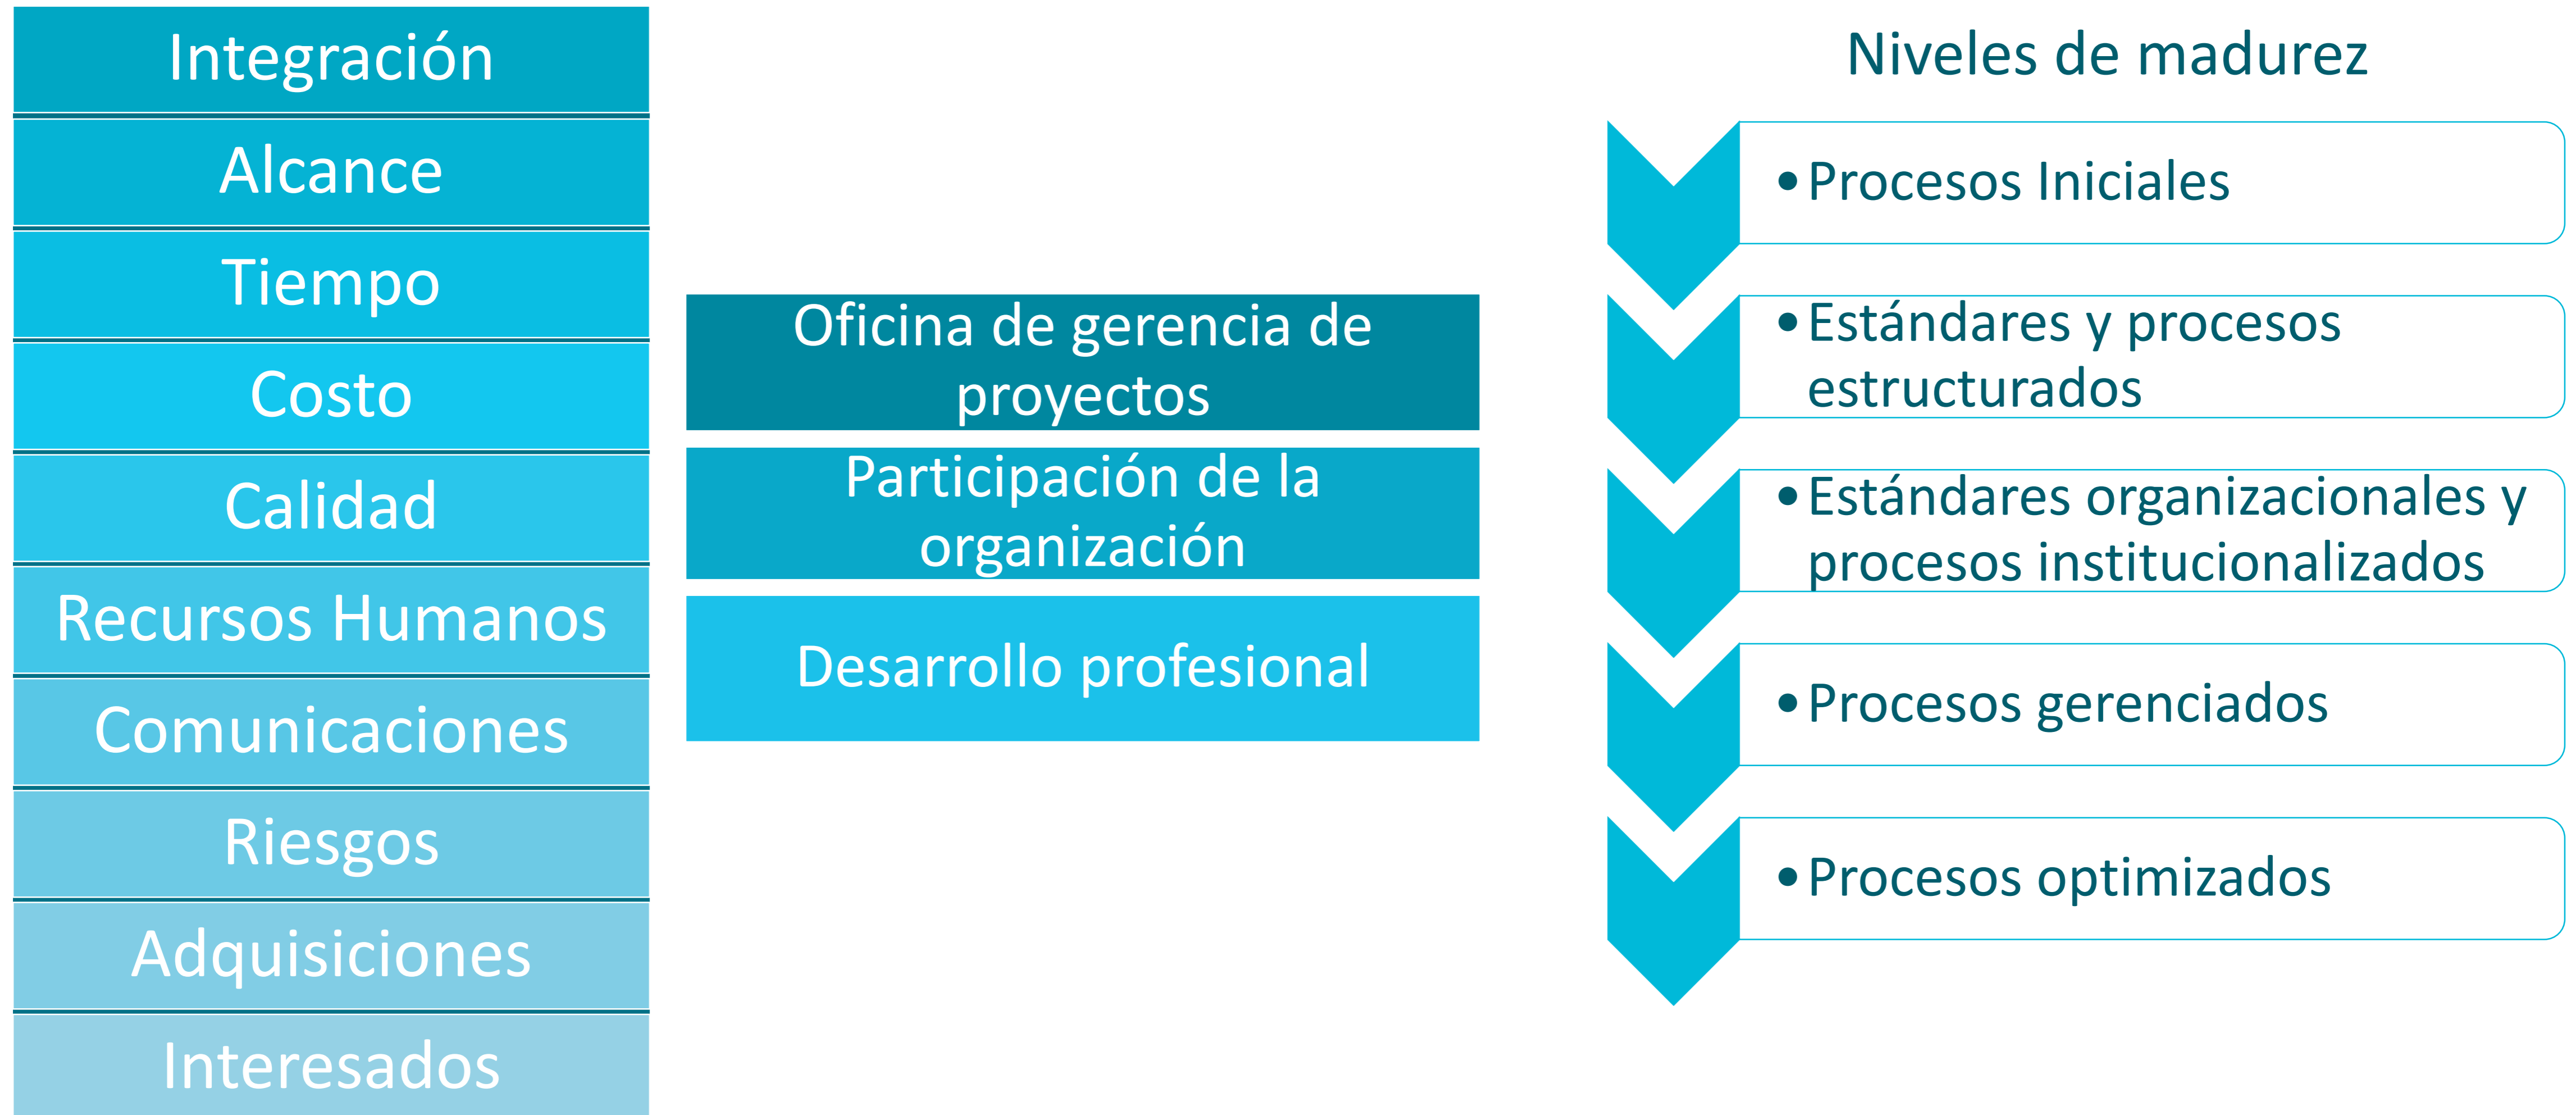 Integración
Alcance
Tiempo
Costo
Calidad
Recursos Humanos
Comunicaciones
Riesgos
Adquisiciones
Interesados
Oficina de gerencia de
proyectos
Participación de la
organización
Desarrollo profesional
Niveles de madurez
•Procesos Iniciales
•Estándares y procesos
estructurados
•Estándares organizacionales y
procesos institucionalizados
•Procesos gerenciados
•Procesos optimizados